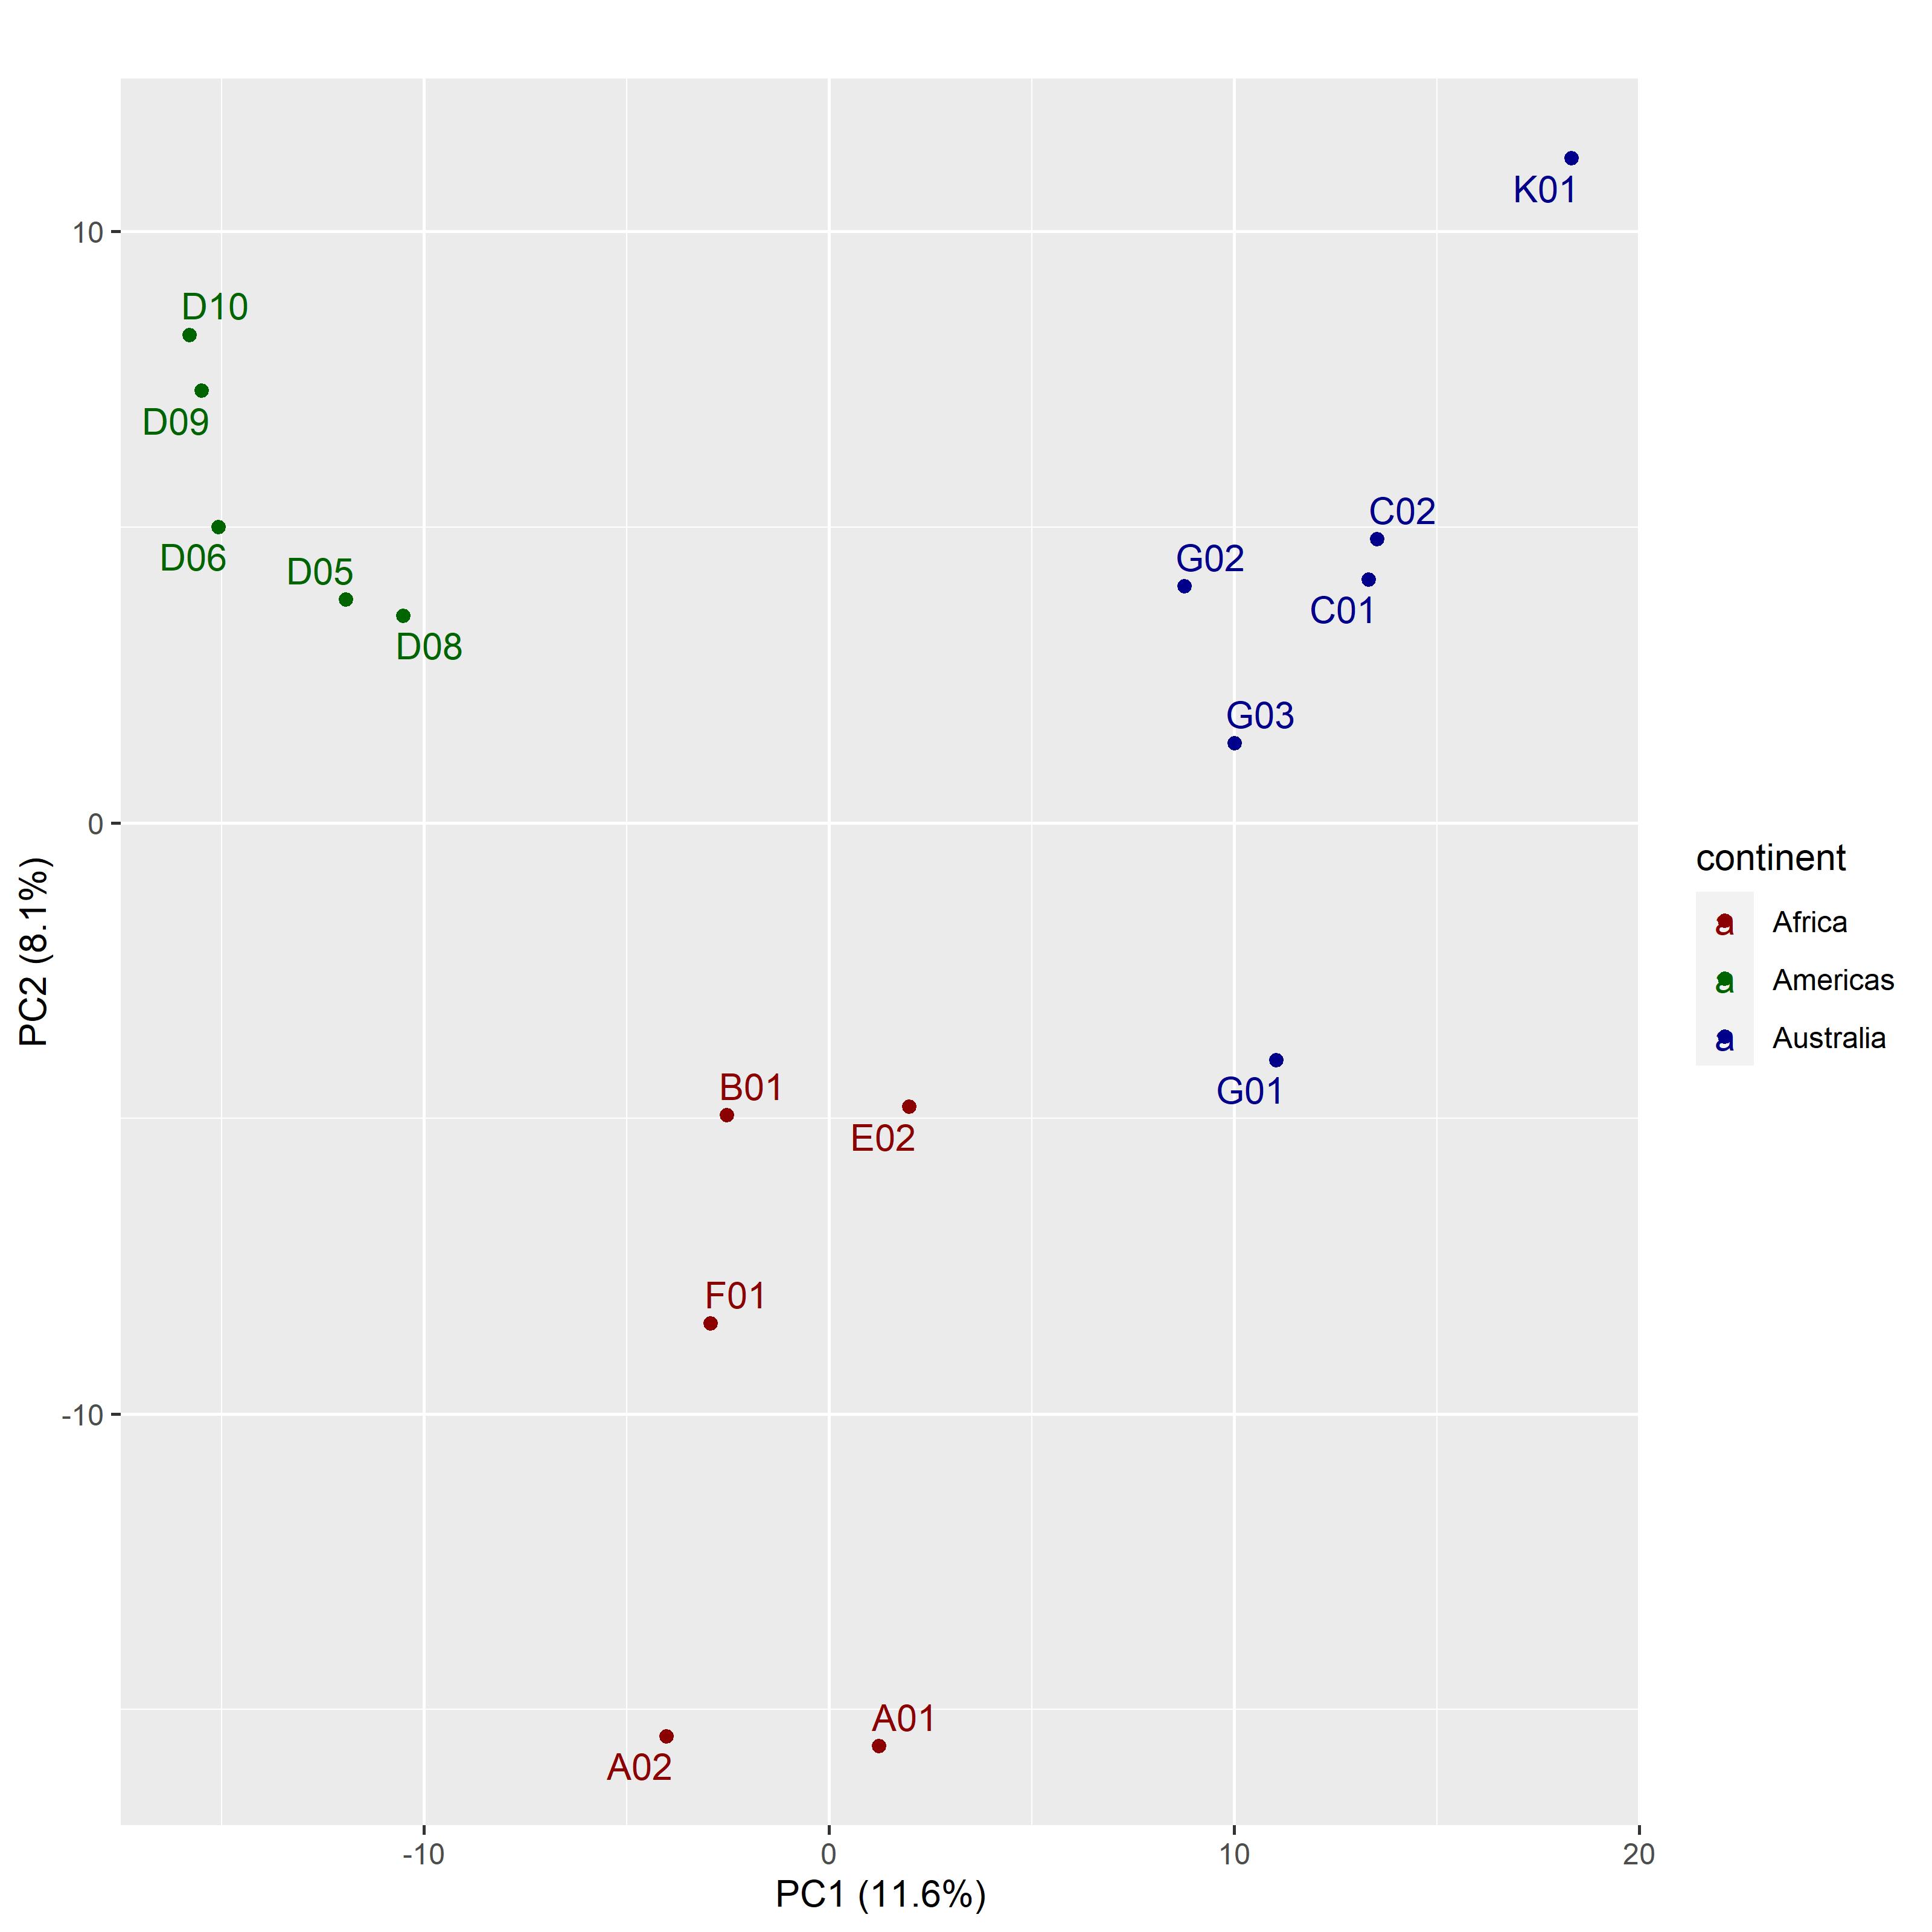 K01
10
D10
D09
C02
D06
G02
D05
C01
D08
G03
0
continent
a Africa
a Americas
a Australia
PC2 (8.1%)
B01
G01
E02
F01
-10
A01
A02
-10
0
10
20
PC1 (11.6%)